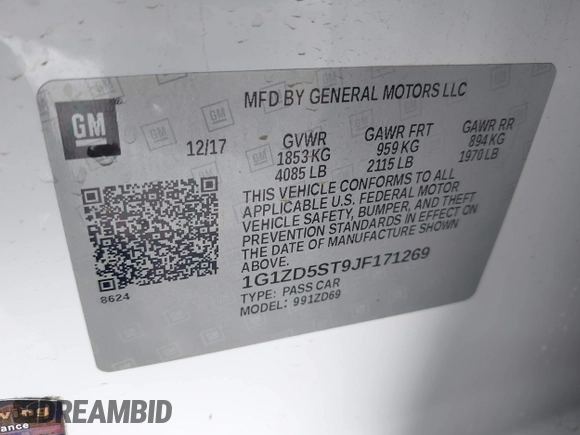 GM
MFD BY GENERAL MOTORS LLC
12/17
GVWR
1853 KG
4085 LB
GAWR FRT
959 KG
2115 LB
GAWR RR
894 KG
1970 LB
THIS VEHICLE CONFORMS TO ALL
APPLICABLE U.S. FEDERAL MOTOR
VEHICLE SAFETY, BUMPER, AND THEFT
PREVENTION STANDARDS IN EFFECT ON
THE DATE OF MANUFACTURE SHOWN
ABOVE.
1G1ZD5ST9JF171269
TYPE: PASS CAR
MODEL: 991ZD69
8624
DREAMBID